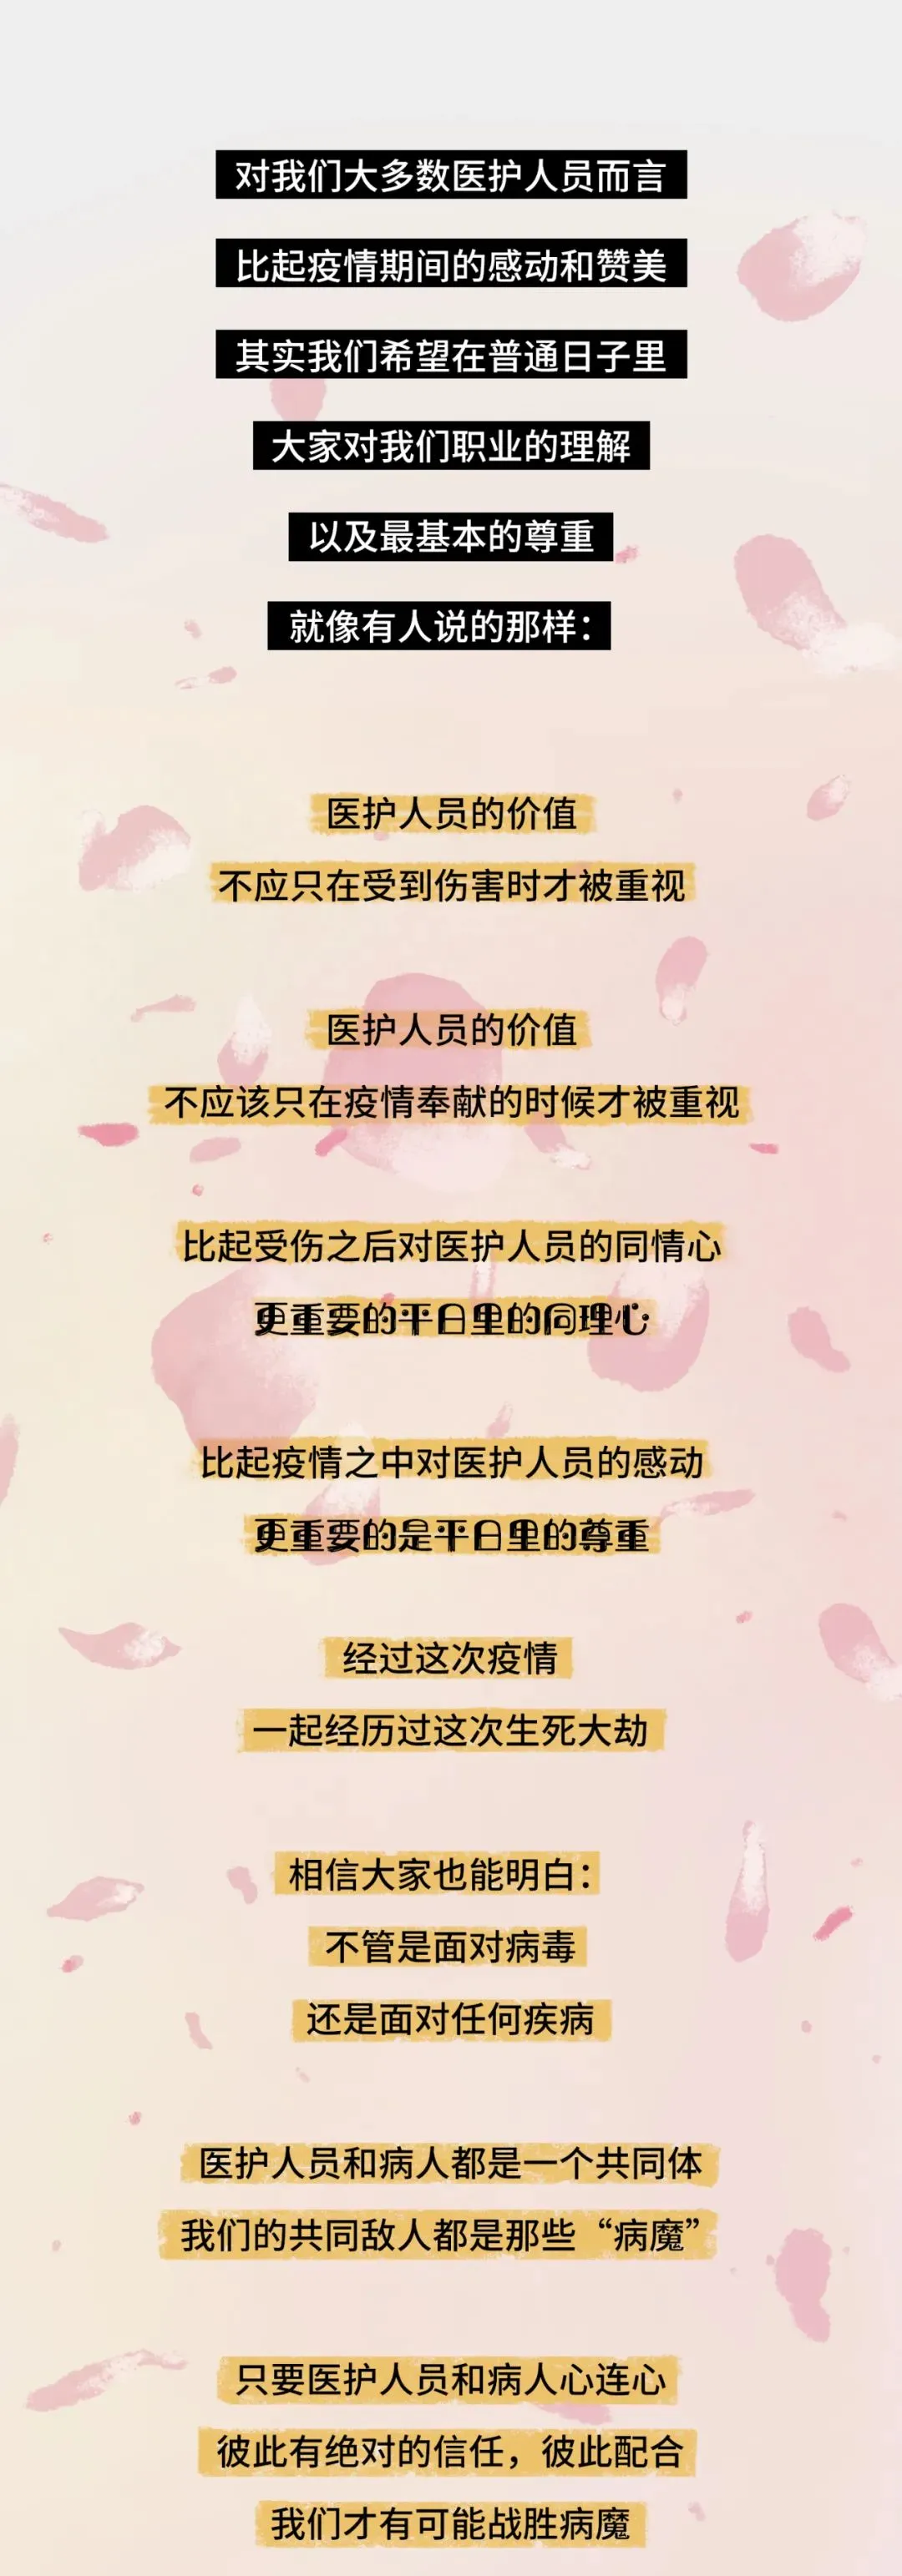 对我们大多数医护人员而言
比起疫情期间的感动和赞美
其实我们希望在普通日子里
大家对我们职业的理解
以及最基本的尊重
就像有人说的那样：
医护人员的价值
不应只在受到伤害时才被重视
医护人员的价值
不应该只在疫情奉献的时候才被重视
比起受伤之后对医护人员的同情心
更重要的平日里的同理心
比起疫情之中对医护人员的感动
更重要的是平日里的尊重
经过这次疫情
一起经历过这次生死大劫
相信大家也能明白：
不管是面对病毒
还是面对任何疾病
医护人员和病人都是一个共同体
我们的共同敌人都是那些“病魔”
只要医护人员和病人心连心
彼此有绝对的信任，彼此配合
我们才有可能战胜病魔